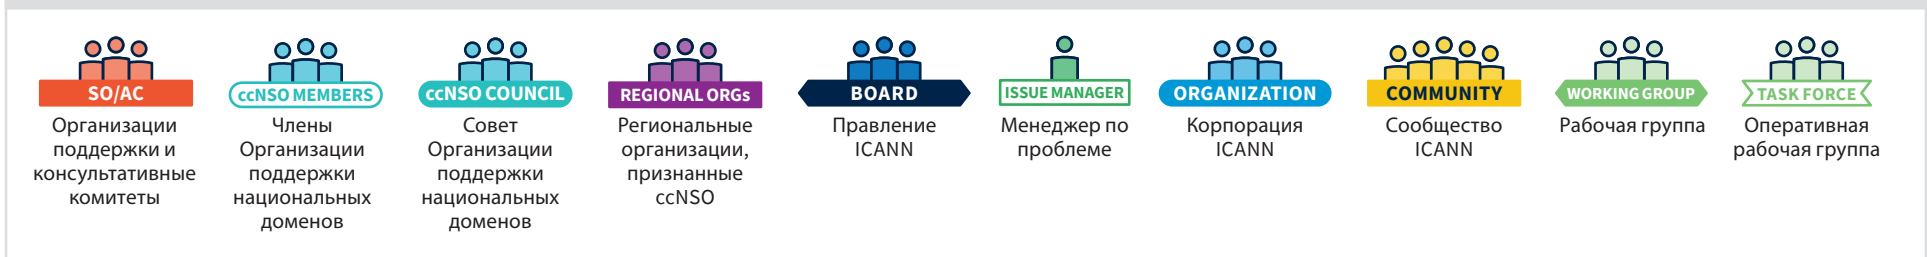 SO/AC
Организации
поддержки и
консультативные
комитеты
ccNSO MEMBERS
Члены
Организации
поддержки
национальных
доменов
ccNSO COUNCIL
Совет
Организации
поддержки
национальных
доменов
REGIONAL ORGs
Региональные
организации,
признанные
ccNSO
BOARD
Правление
ICANN
ISSUE MANAGER
Менеджер по
проблеме
ORGANIZATION
Корпорация
ICANN
COMMUNITY
Сообщество
ICANN
WORKING GROUP
Рабочая группа
TASK FORCE
Оперативная
рабочая группа